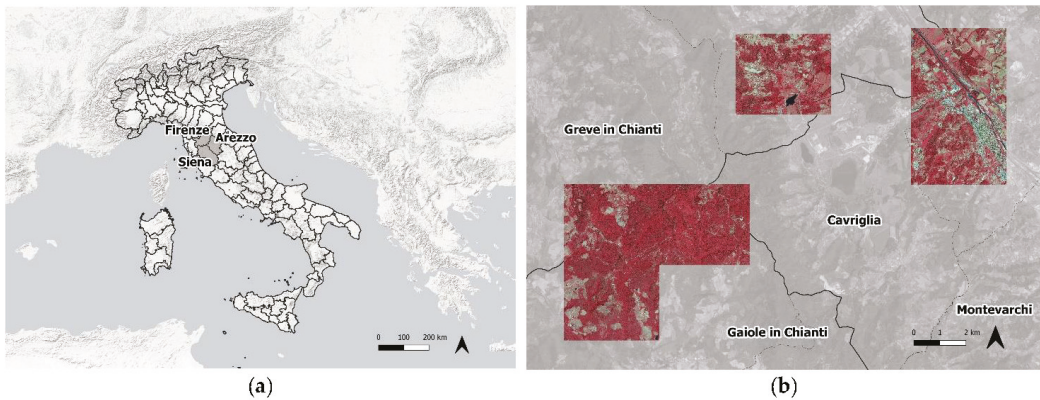 Firenze
Arezzo
Siena
0 100 200 km
(a)
Greve in Chianti
Cavriglia
Montevarchi
Gaiole in Chianti
0 1 2 km
(b)